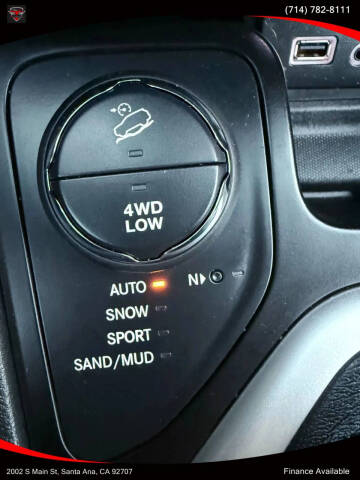 (714) 782-8111
4WD
LOW
AUTO
N
SNOW
SPORT
SAND/MUD
2002 S Main St, Santa Ana, CA 92707
Finance Available